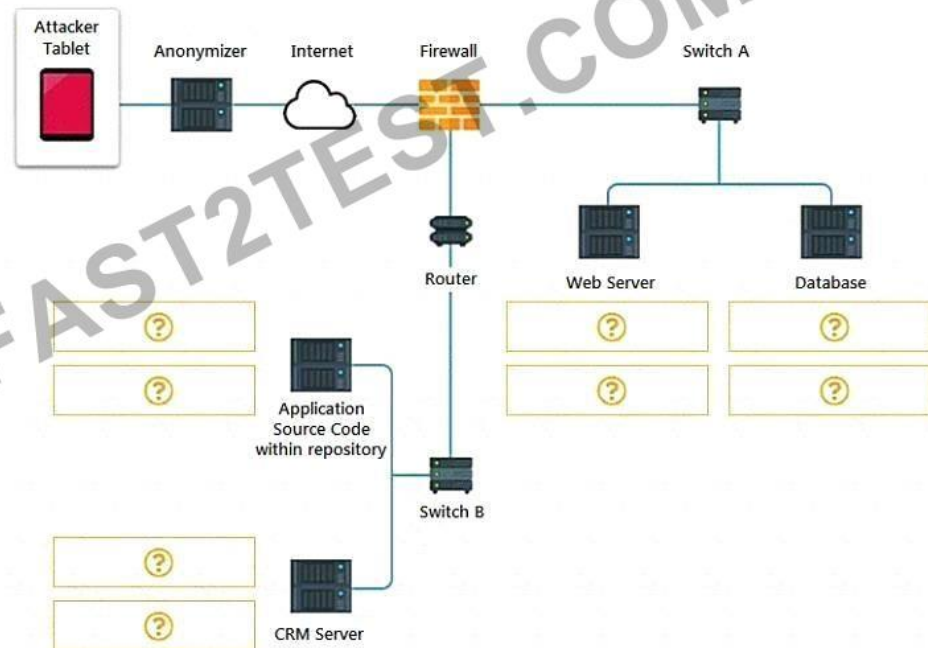 FAST2TEST.COM
Attacker
Tablet
Anonymizer
Internet
Firewall
Switch A
Router
Web Server
Database
?
?
?
?
?
?
Application
Source Code
within repository
Switch B
?
?
CRM Server